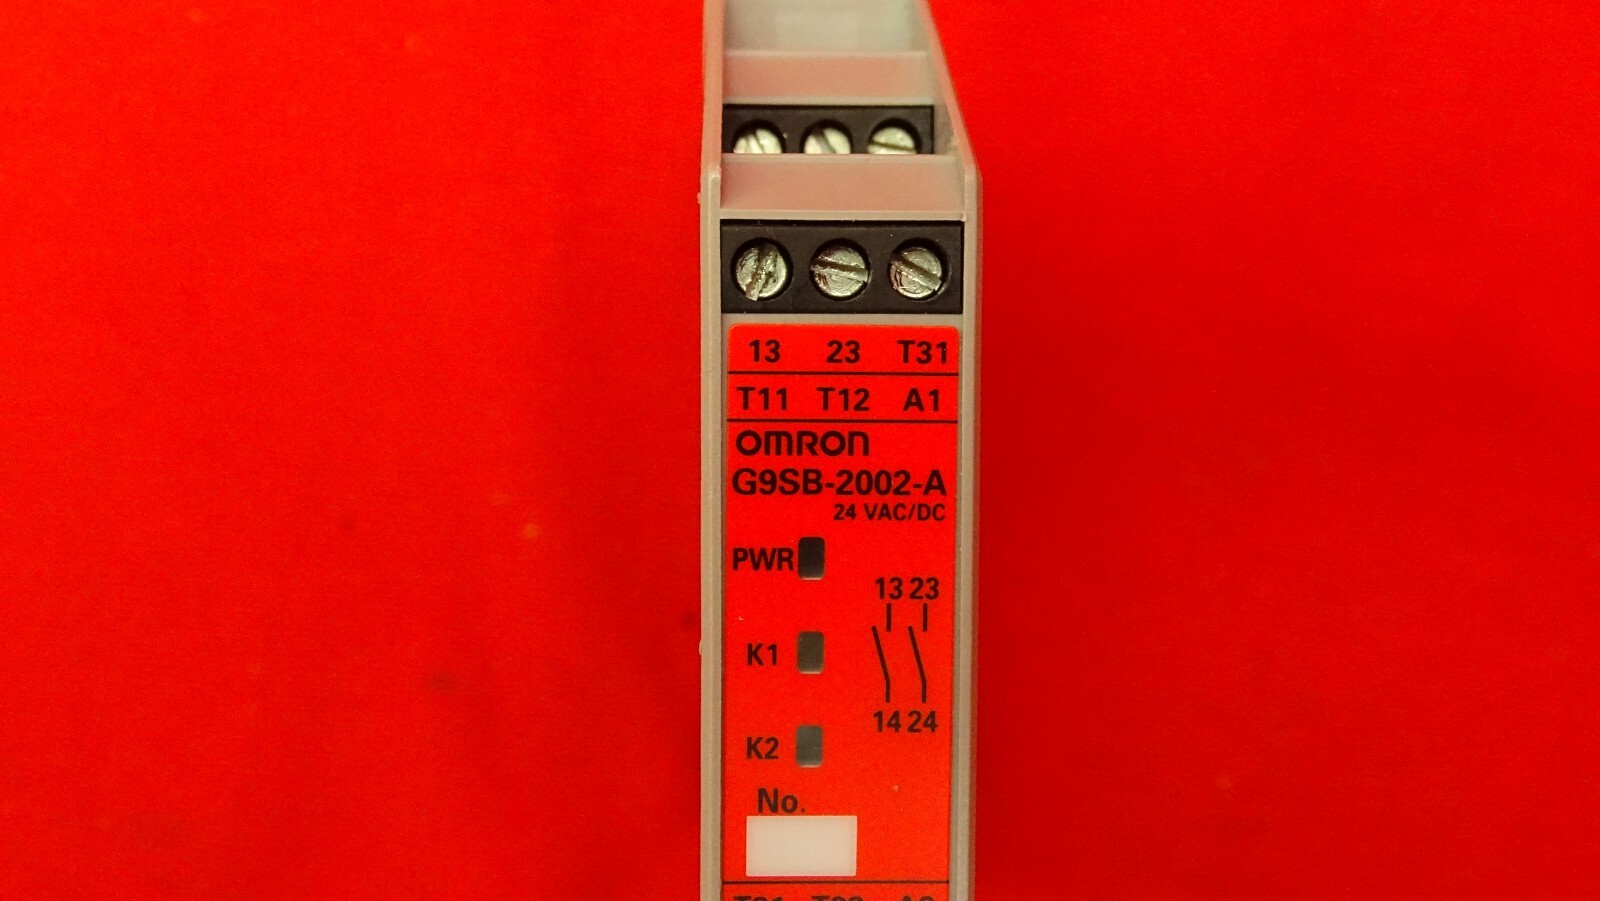 13 23 T31
T11 T12 A1
OMRON
G9SB-2002-A
24 VAC/DC
PWR
13 23
K1
14 24
K2
No.